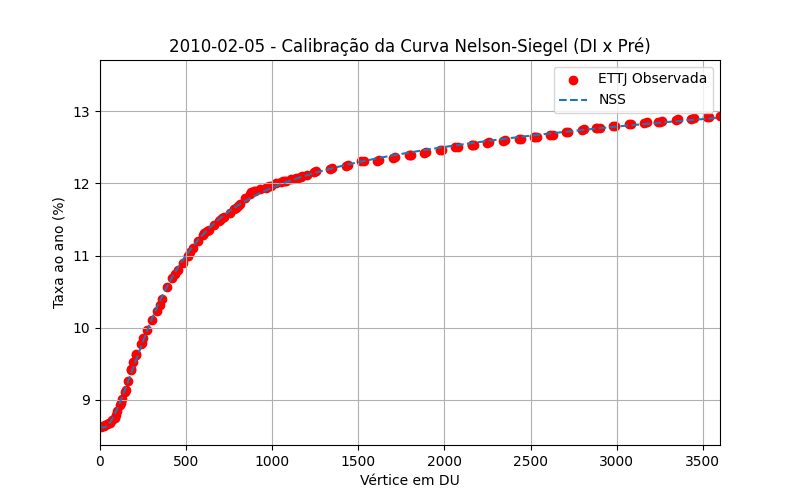 2010-02-05 - Calibração da Curva Nelson-Siegel (DI x Pré)
ETTJ Observada
NSS
Taxa ao ano (%)
13
12
11
10
9
0 500 1000 1500 2000 2500 3000 3500
Vértice em DU